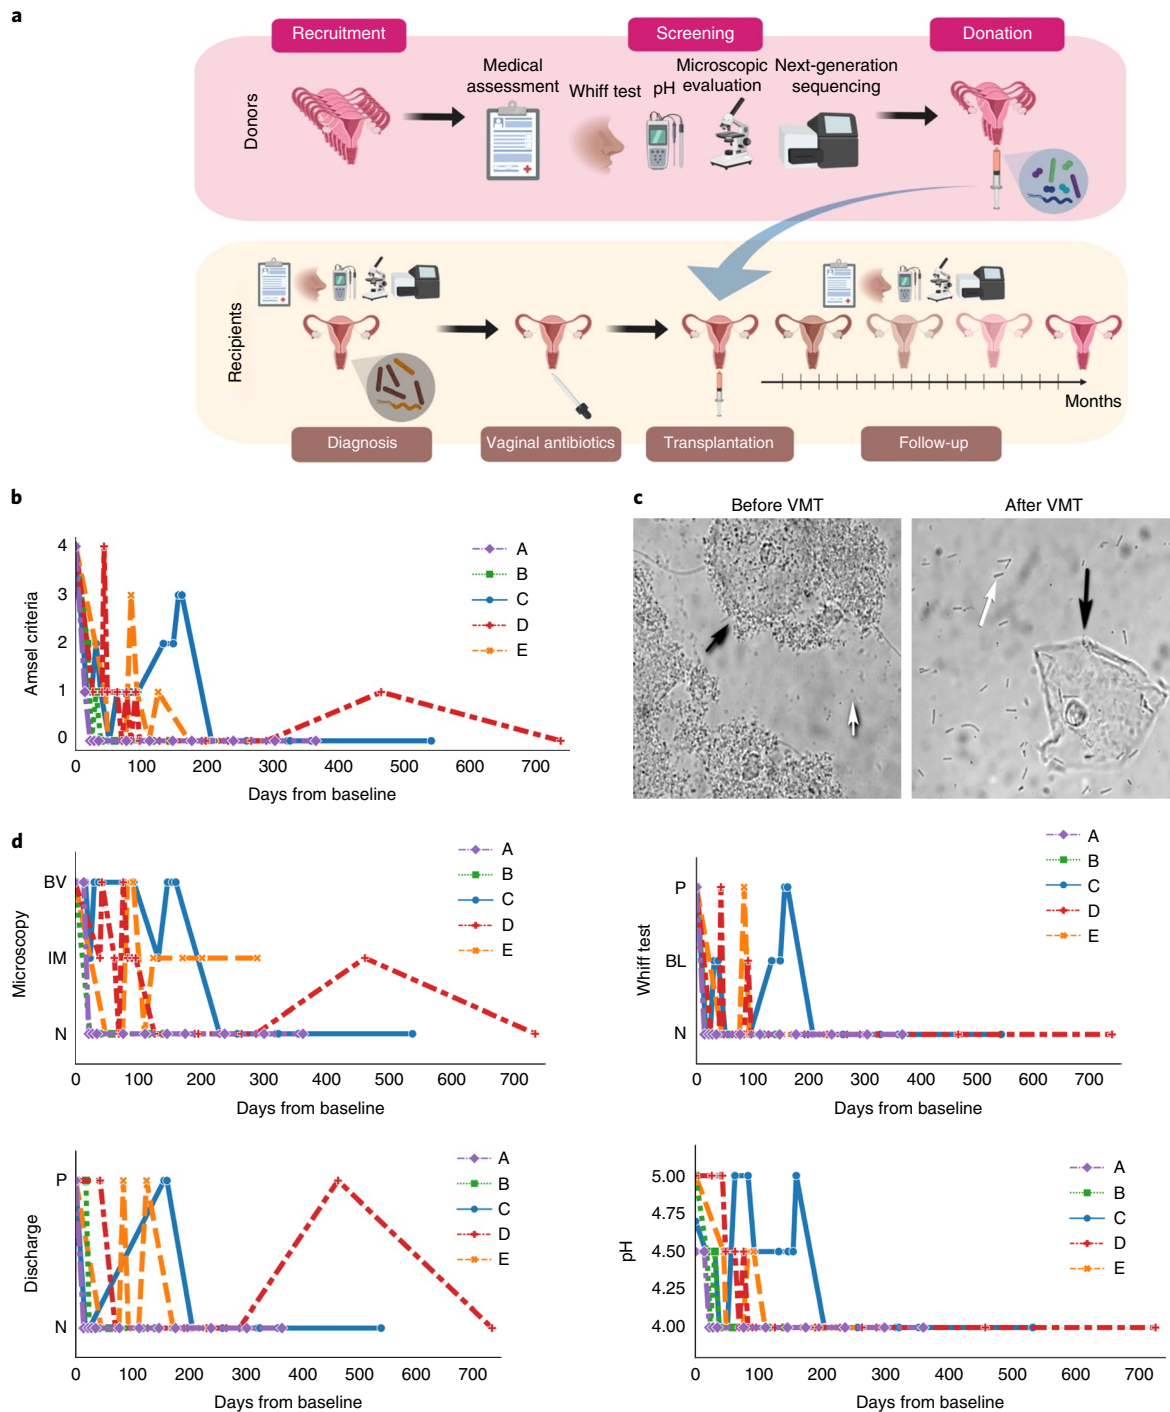 a
Recruitment
Screening
Donation
Donors
Medical
assessment
Whiff test
pH
Microscopic
evaluation
Next-generation
sequencing
Recipients
Months
Diagnosis
Vaginal antibiotics
Transplantation
Follow-up
b
Amsel criteria
4
3
2
1
0
0 100 200 300 400 500 600 700
Days from baseline
A
B
C
D
E
c
Before VMT
After VMT
d
Microscopy
BV
IM
N
0 100 200 300 400 500 600 700
Days from baseline
A
B
C
D
E
Whiff test
P
BL
N
0 100 200 300 400 500 600 700
Days from baseline
A
B
C
D
E
Discharge
P
N
0 100 200 300 400 500 600 700
Days from baseline
A
B
C
D
E
pH
5.00
4.75
4.50
4.25
4.00
0 100 200 300 400 500 600 700
Days from baseline
A
B
C
D
E